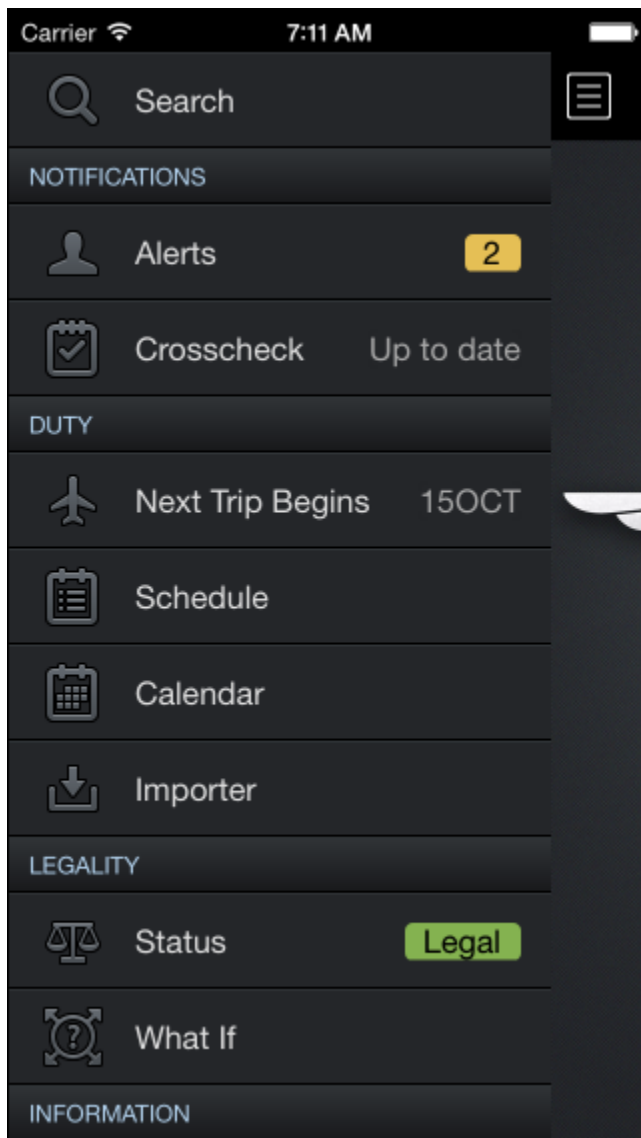 Carrier 7:11 AM
Search
NOTIFICATIONS
Alerts 2
Crosscheck Up to date
DUTY
Next Trip Begins 15OCT
Schedule
Calendar
Importer
LEGALITY
Status Legal
? What If
INFORMATION